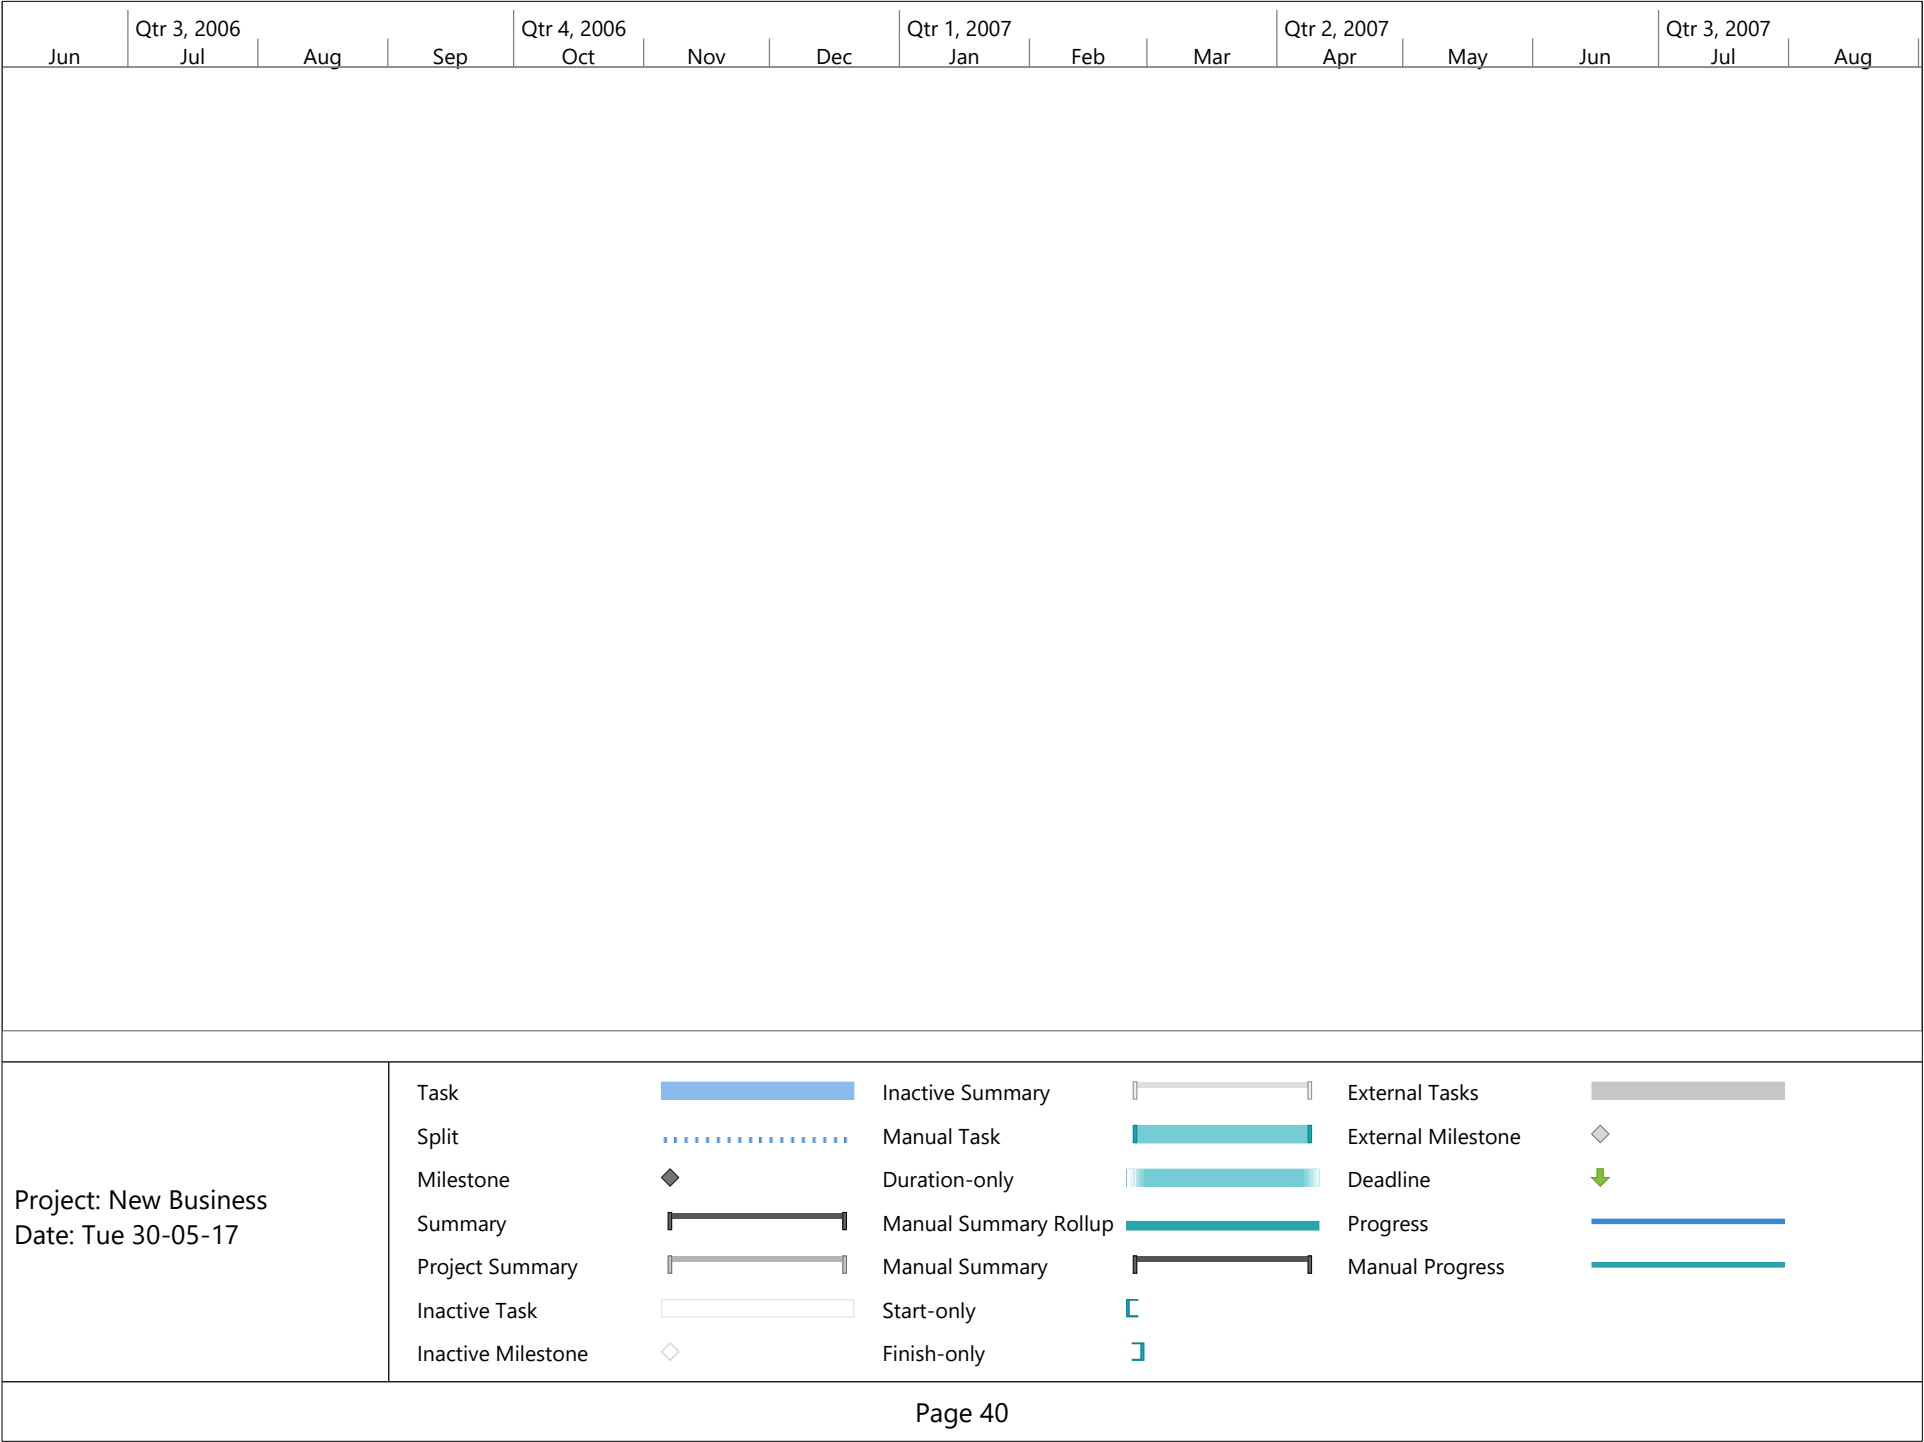 Qtr 3, 2006 Qtr 4, 2006 Qtr 1, 2007 Qtr 2, 2007 Qtr 3, 2007
Jun Jul Aug Sep Oct Nov Dec Jan Feb Mar Apr May Jun Jul Aug
Project: New Business
Date: Tue 30-05-17
Task
Split
Milestone
Summary
Project Summary
Inactive Task
Inactive Milestone
Inactive Summary
Manual Task
Duration-only
Manual Summary Rollup
Manual Summary
Start-only
Finish-only
External Tasks
External Milestone
Deadline
Progress
Manual Progress
Page 40